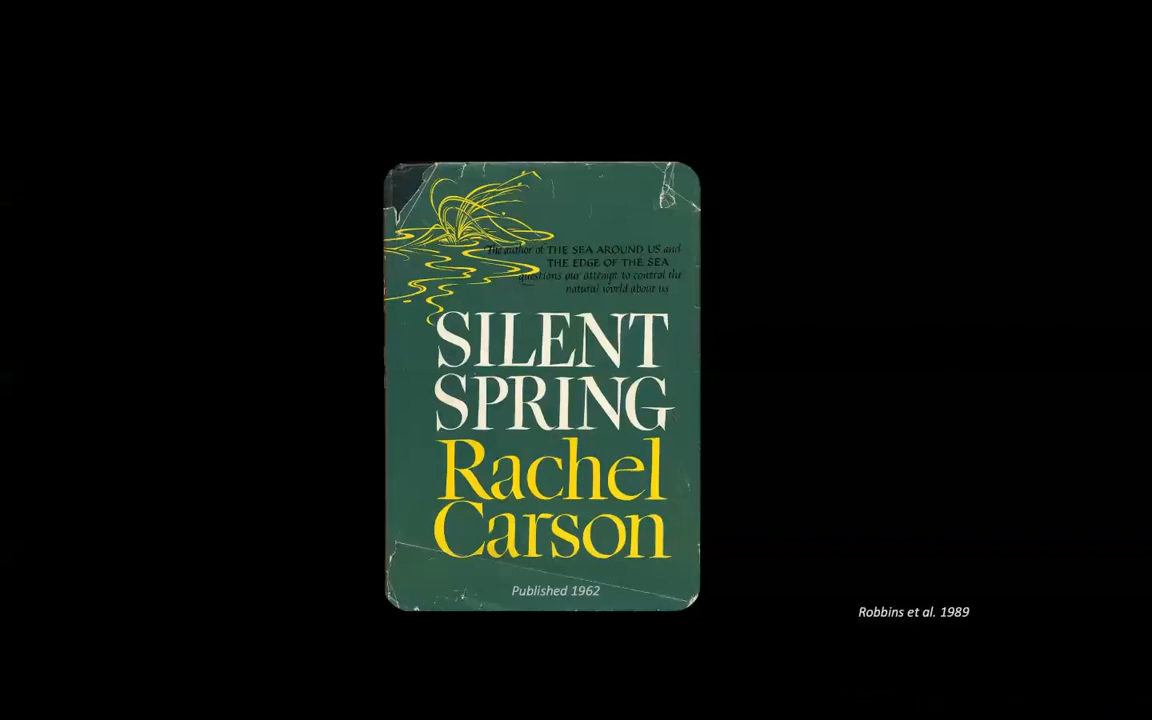 The author of THE SEA AROUND US and
THE EDGE OF THE SEA
questions our attempt to control the
natural world about us
SILENT
SPRING
Rachel
Carson
Published 1962
Robbins et al. 1989